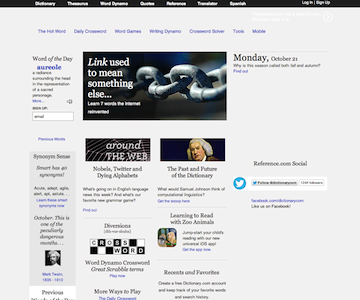 Dictionary Thesaurus Word Dynamo Quotes Reference Translator Spanish Log In | Sign Up
The Hot Word Daily Crossword Word Games Writing Dynamo Crossword Solver Tools Mobile
Word of the Day
aureole
a radiance
surrounding the head
in the representation
of a sacred
personage.
More...
SIGN UP:
email
Previous Words
Link used
to mean
something
else...
Learn 7 words the internet
reinvented
Monday, October 21
Why is this season called both fall and autumn?
Find out
Synonym Sense
Smart has 40
synonyms!
Acute, adept, agile,
alert, apt, astute...
Learn these smart
synonyms now
October. This is
one of the
peculiarly
dangerous
months...
Mark Twain,
1835 - 1910
Previous
around
THE WEB
Nobels, Twitter and
Dying Alphabets
What's going on in English language
news this week? And what's our
favorite new grammar game?
Find out
Diversions
CROSS
WORD
Word Dynamo Crossword
Great Scrabble terms
Play now
More Ways to Play
The Daily Crossword
The Past and Future
of the Dictionary
What would Samuel Johnson think of
computational linguistics?
Find out
Learning to Read
with Zoo Animals
Jumpstart your child's
reading with our new
universal iOS app!
Get the app now
Recents and Favorites
Create a free Dictionary.com account
and keep easy track of your favorite words
and search history.
Reference.com Social
Follow @dictionarycom
facebook.com/dictionarycom
Like us on Facebook!